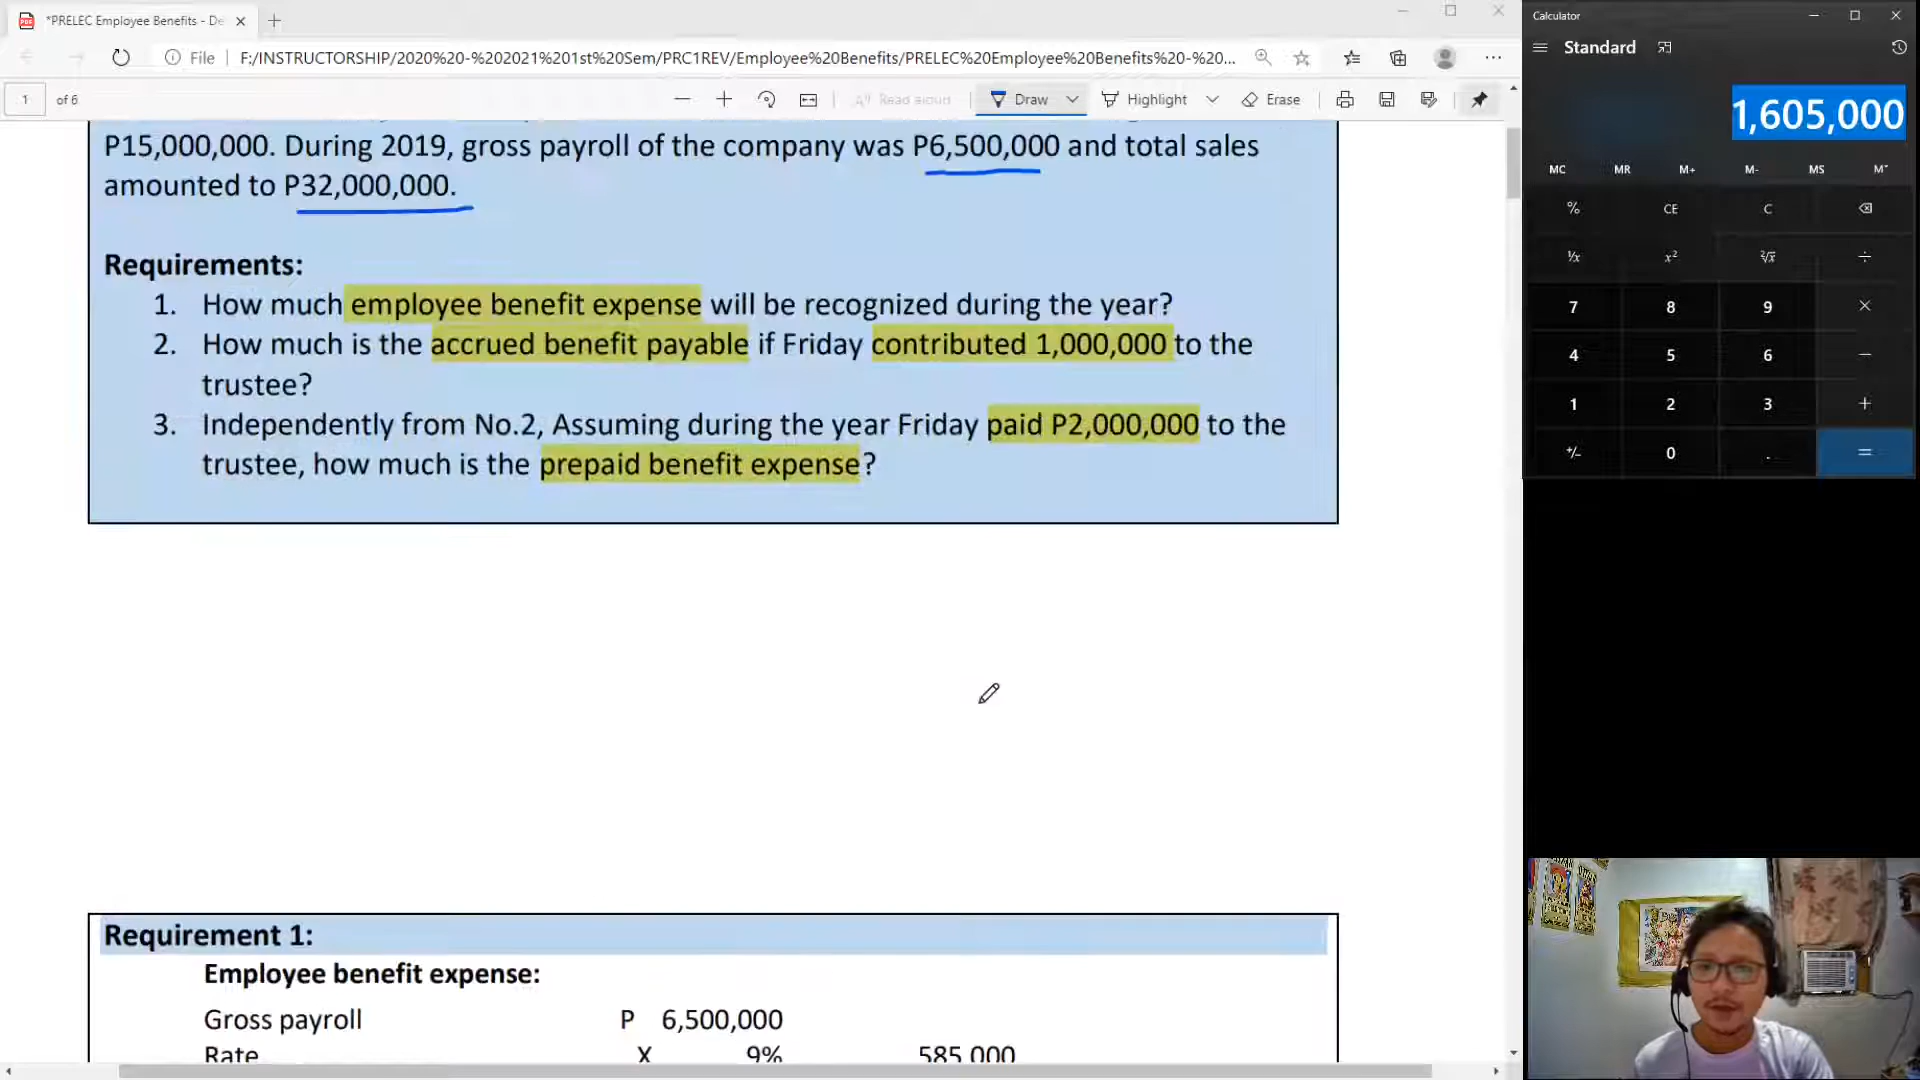 *PRELEC Employee Benefits - De
File
F:/INSTRUCTORSHIP/2020%20-%202021%201st%20Sem/PRC1REV/Employee%20Benefits/PRELEC%20Employee%20Benefits%20-%20...
1 of 6
Read aloud
Draw
Highlight
Erase
P15,000,000. During 2019, gross payroll of the company was P6,500,000 and total sales
amounted to P32,000,000.
Requirements:
1. How much employee benefit expense will be recognized during the year?
2. How much is the accrued benefit payable if Friday contributed 1,000,000 to the
trustee?
3. Independently from No.2, Assuming during the year Friday paid P2,000,000 to the
trustee, how much is the prepaid benefit expense?
Requirement 1:
Employee benefit expense:
Gross payroll P 6,500,000
Rate X 9% 585,000
Calculator
Standard
1,605,000
MC MR M+ M- MS M˅
% CE C
¹/x x² ²√x ÷
7 8 9 ×
4 5 6 −
1 2 3 +
+/- 0 . =